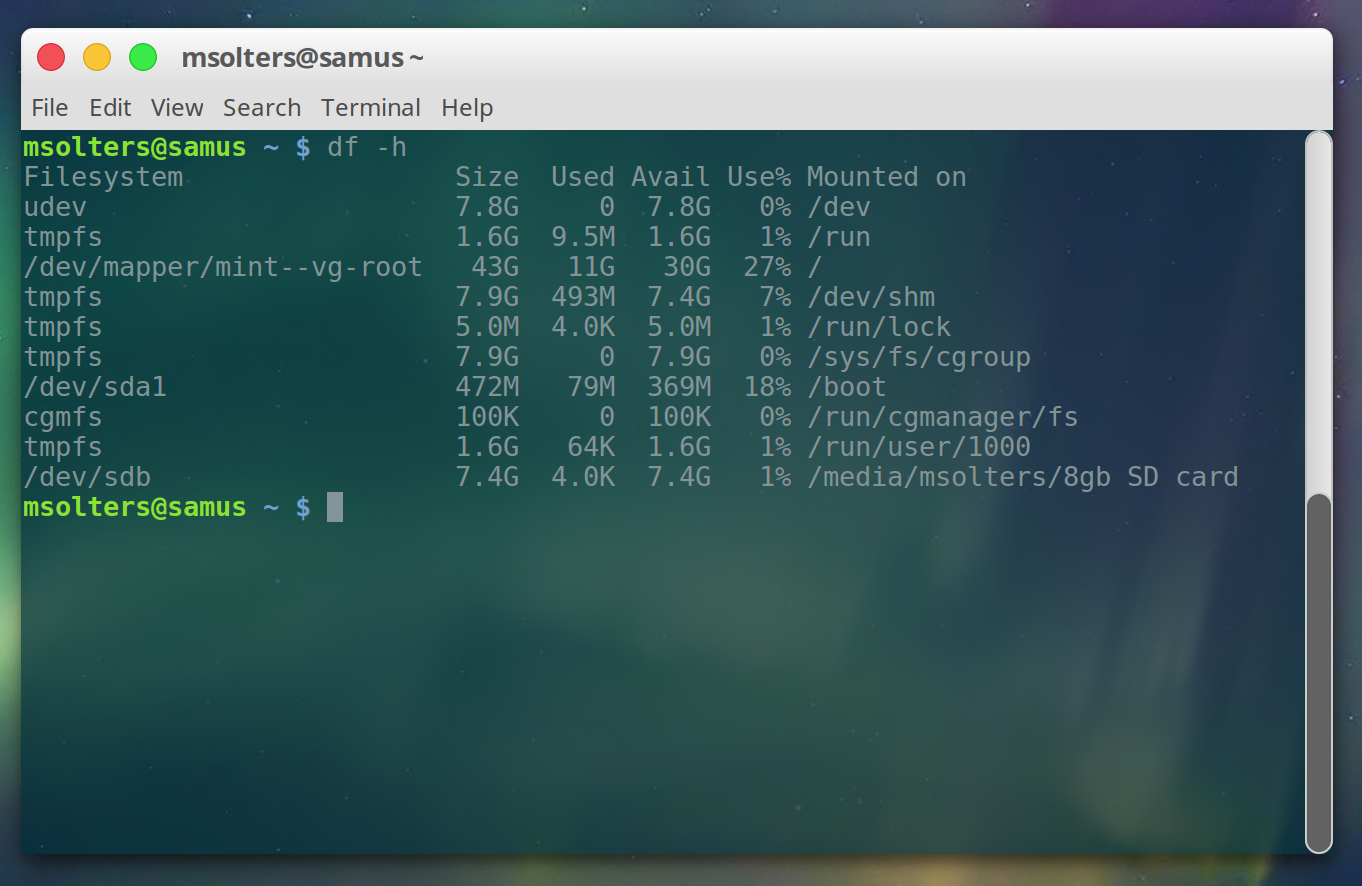 msolters@samus ~
File Edit View Search Terminal Help
msolters@samus ~ $ df -h
Filesystem                 Size  Used Avail Use% Mounted on
udev                       7.8G     0  7.8G   0% /dev
tmpfs                      1.6G  9.5M  1.6G   1% /run
/dev/mapper/mint--vg-root   43G   11G   30G  27% /
tmpfs                      7.9G  493M  7.4G   7% /dev/shm
tmpfs                      5.0M  4.0K  5.0M   1% /run/lock
tmpfs                      7.9G     0  7.9G   0% /sys/fs/cgroup
/dev/sda1                  472M   79M  369M  18% /boot
cgmfs                      100K     0  100K   0% /run/cgmanager/fs
tmpfs                      1.6G   64K  1.6G   1% /run/user/1000
/dev/sdb                   7.4G  4.0K  7.4G   1% /media/msolters/8gb SD card
msolters@samus ~ $